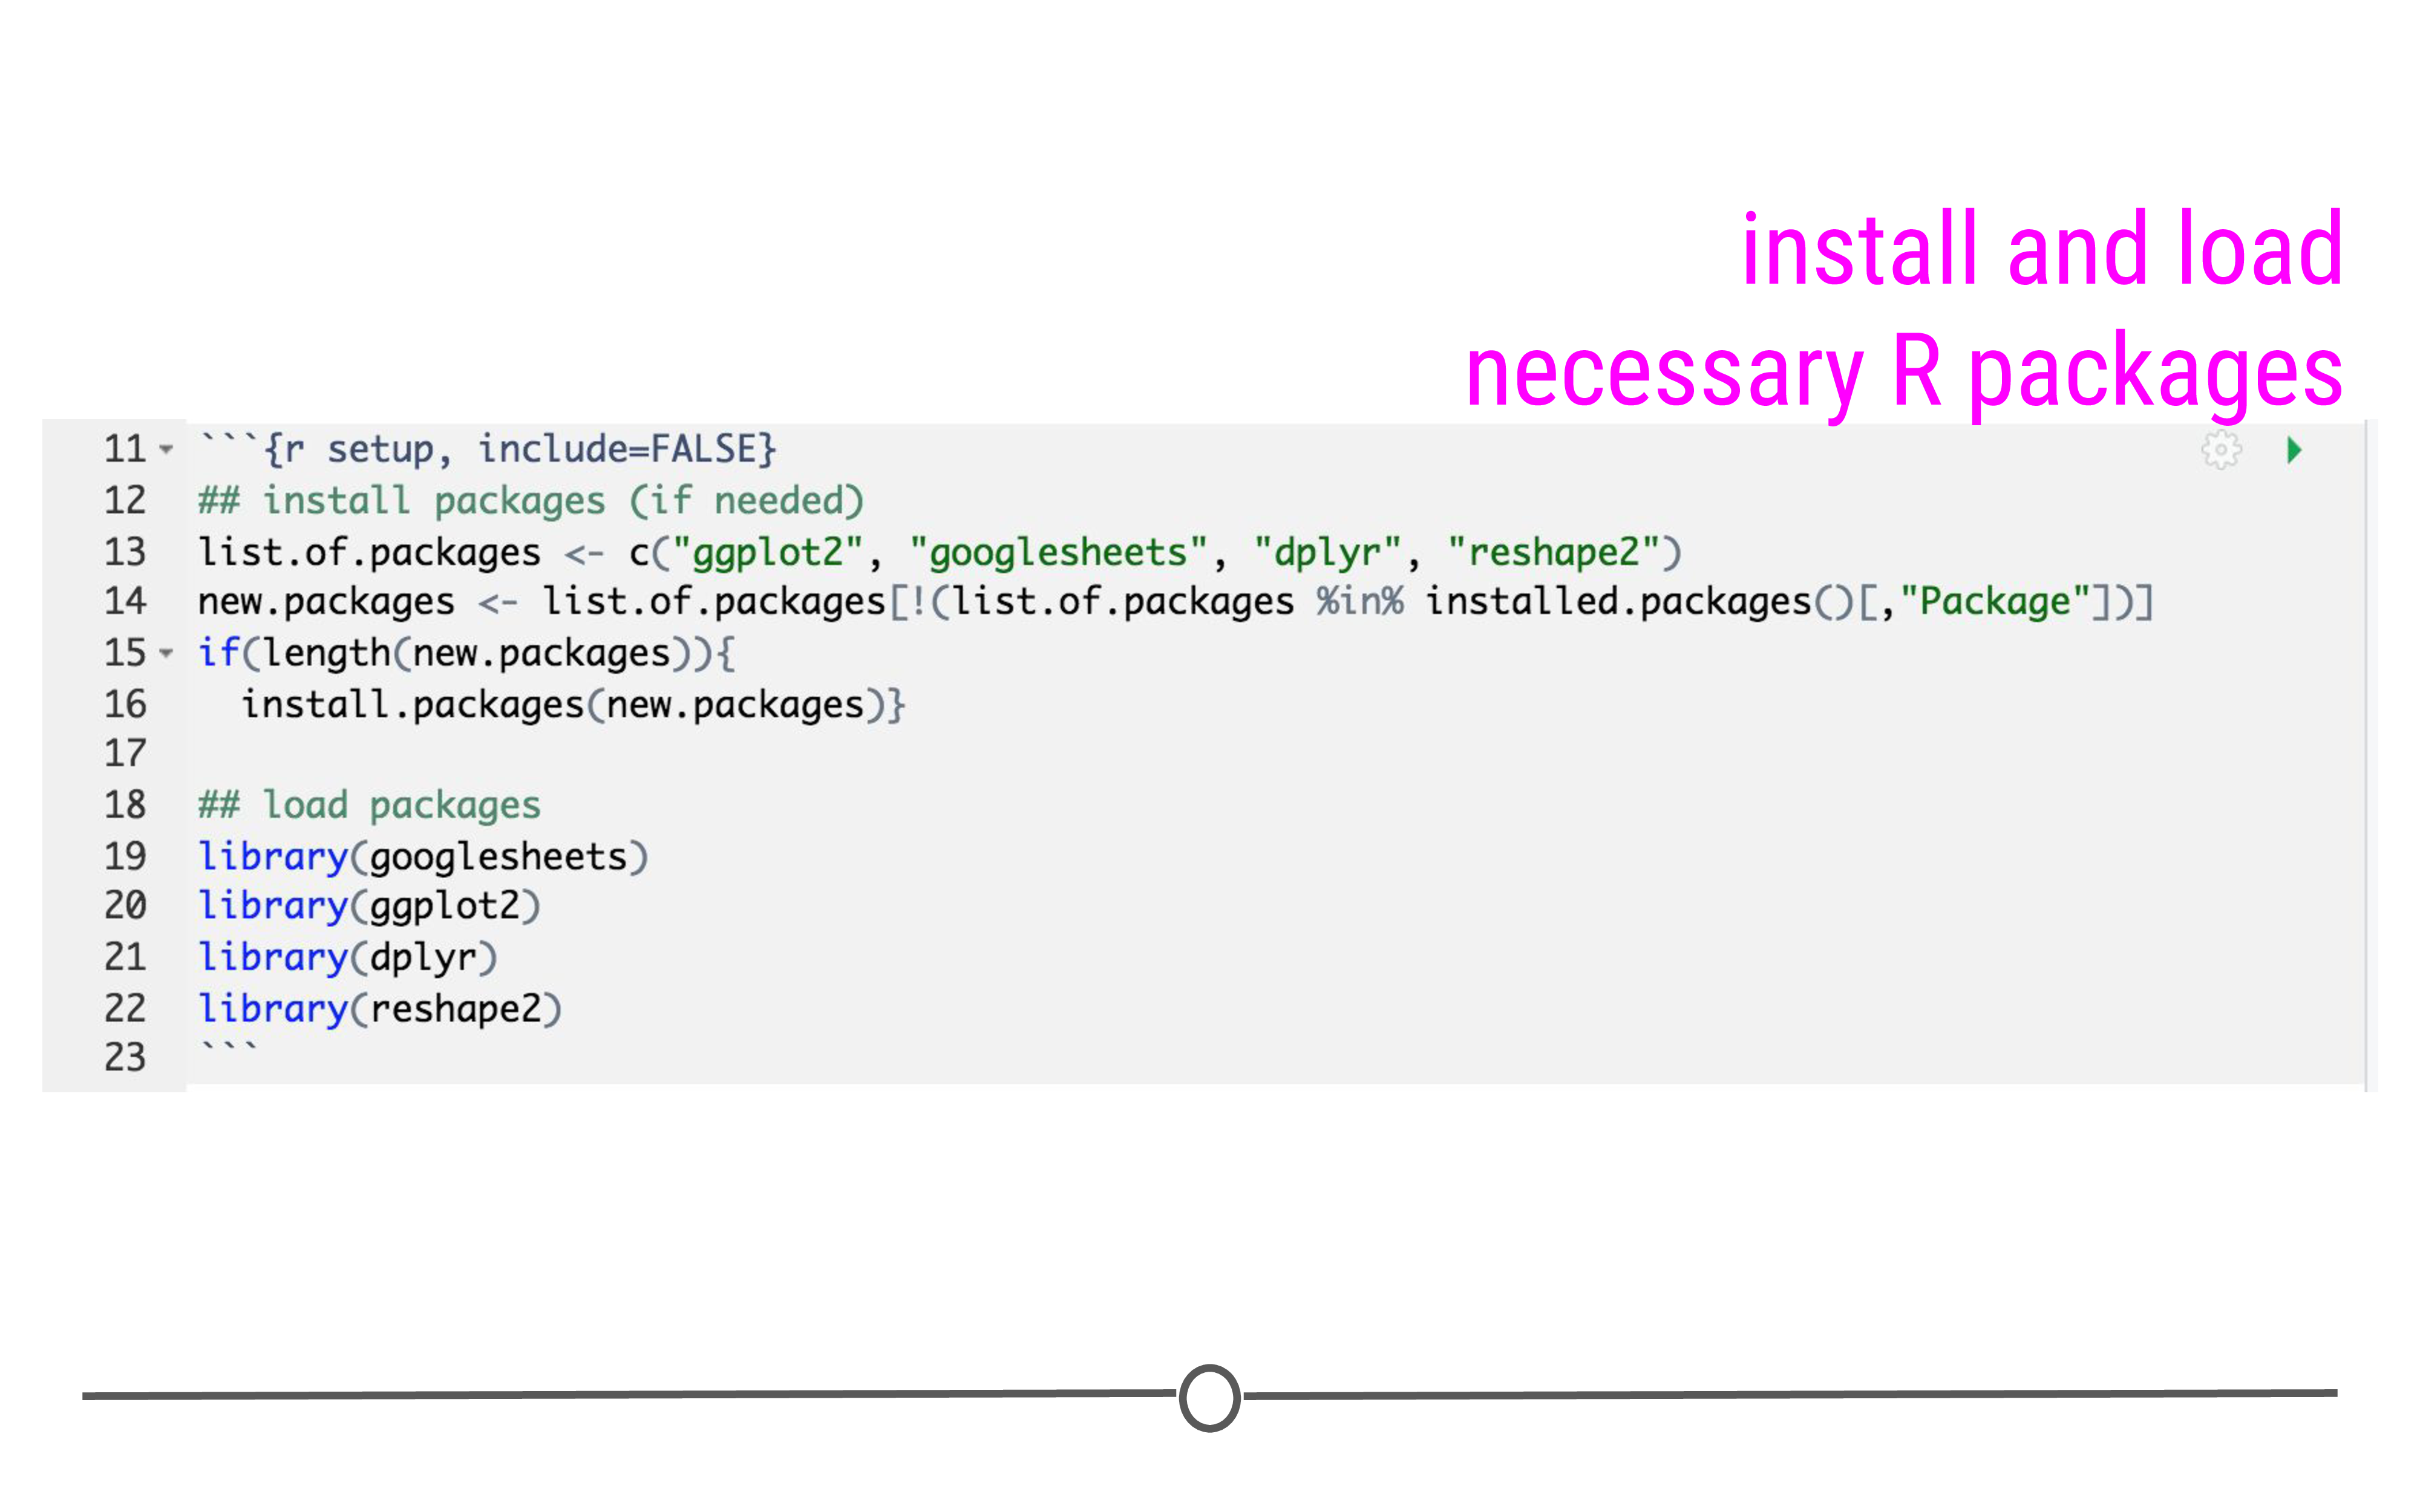 install and load
necessary R packages
11 ```{r setup, include=FALSE}
12 ## install packages (if needed)
13 list.of.packages <- c("ggplot2", "googlesheets", "dplyr", "reshape2")
14 new.packages <- list.of.packages[!(list.of.packages %in% installed.packages()[,"Package"])]
15 if(length(new.packages)){
16   install.packages(new.packages)}
17
18 ## load packages
19 library(googlesheets)
20 library(ggplot2)
21 library(dplyr)
22 library(reshape2)
23 ```